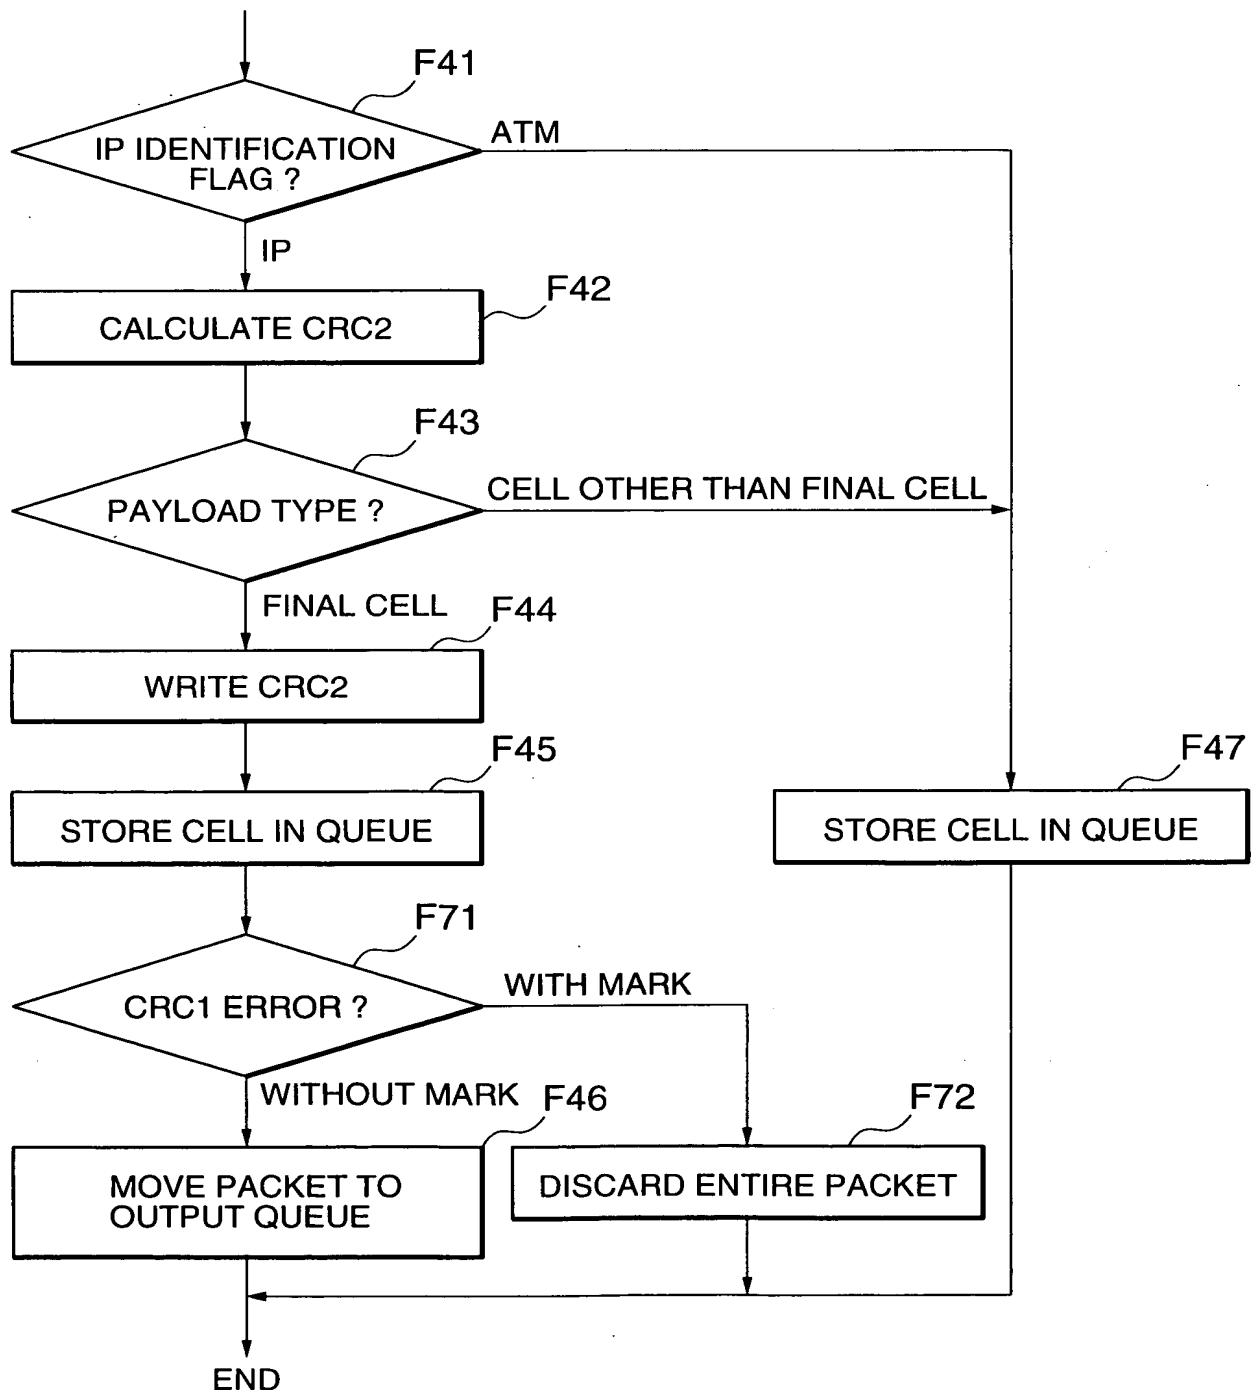 F41
IP IDENTIFICATION
FLAG ?
ATM
IP
F42
CALCULATE CRC2
F43
PAYLOAD TYPE ?
CELL OTHER THAN FINAL CELL
FINAL CELL
F44
WRITE CRC2
F45
STORE CELL IN QUEUE
F47
STORE CELL IN QUEUE
F71
CRC1 ERROR ?
WITH MARK
WITHOUT MARK
F46
MOVE PACKET TO
OUTPUT QUEUE
F72
DISCARD ENTIRE PACKET
END